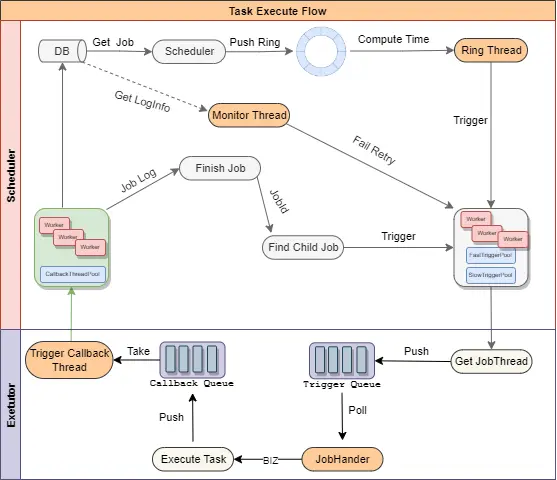 Task Execute Flow
Scheduler
DB
Get Job
Scheduler
Push Ring
Compute Time
Ring Thread
Get LogInfo
Monitor Thread
Trigger
Fail Retry
Job Log
Finish Job
JobId
Find Child Job
Trigger
Worker
Worker
Worker
CallbackThreadPool
Worker
Worker
Worker
FastTriggerPool
SlowTriggerPool
Exetutor
Trigger Callback
Thread
Take
Callback Queue
Trigger Queue
Push
Get JobThread
Push
Poll
Execute Task
BIZ
JobHander